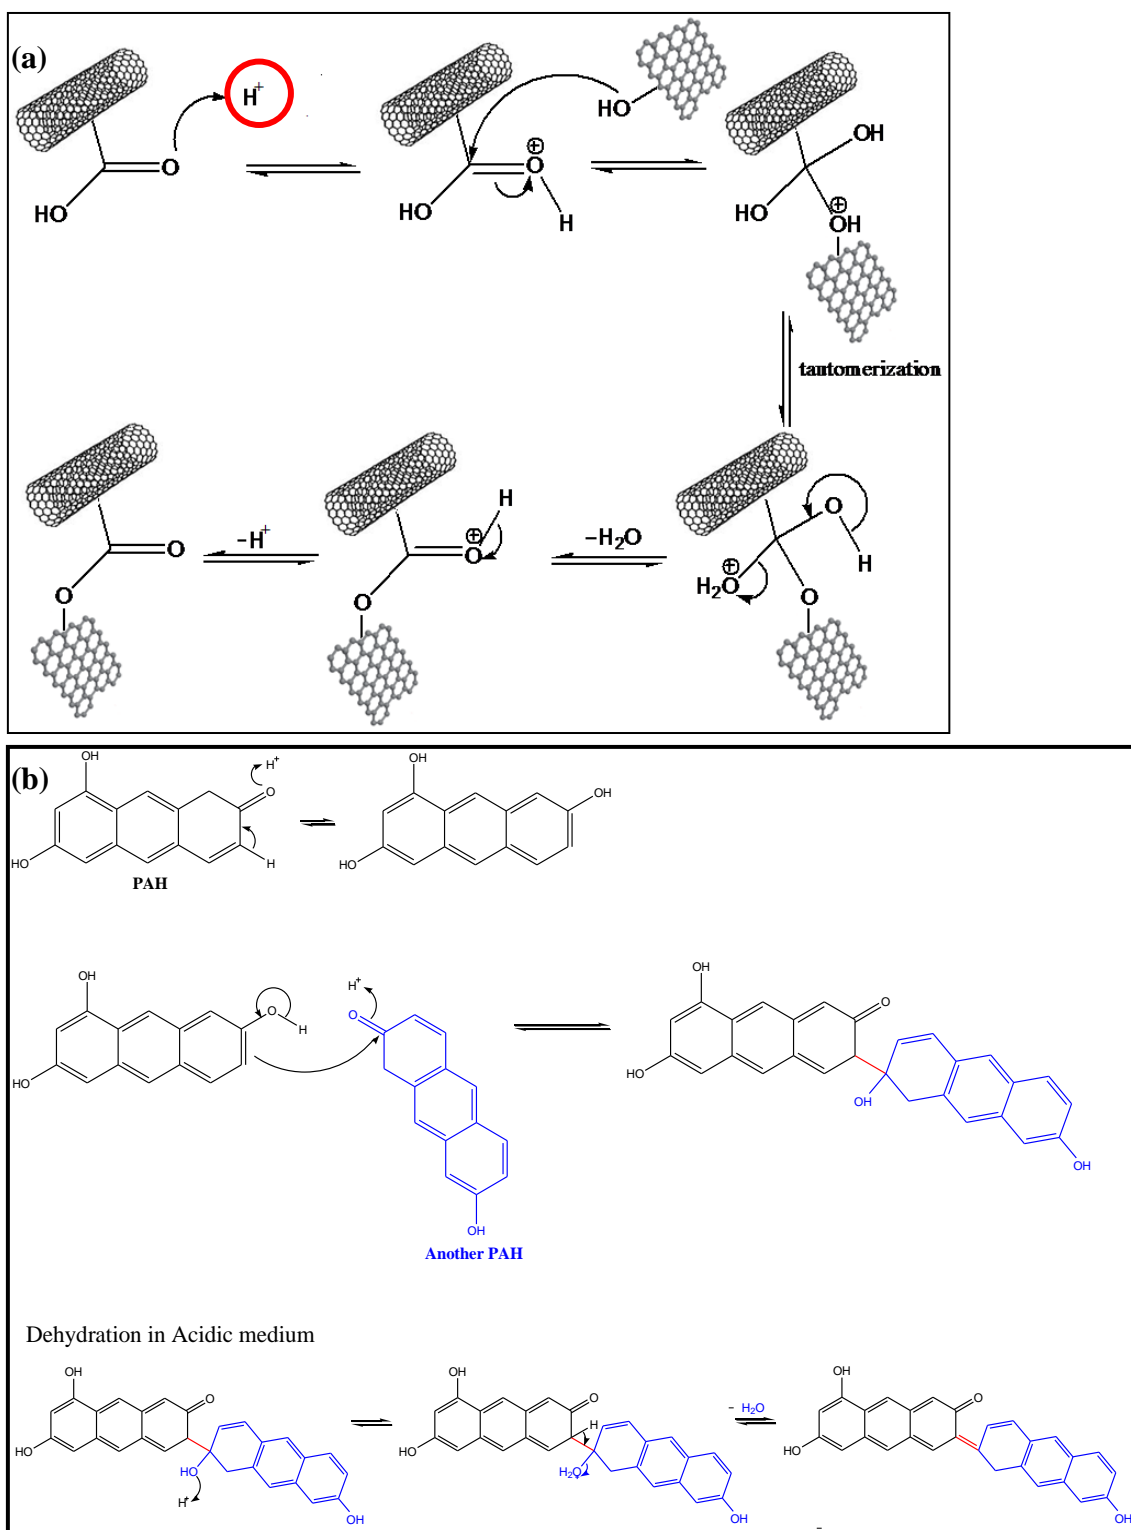 (a)
H+
O
HO
HO
O
⊕
HO
H
OH
HO
⊕
OH
tautomerization
O
H
⊕
H2O
O
-H2O
H
⊕
O
O
-H+
O
O
(b)
OH
H+
O
HO
H
PAH
OH
OH
HO
OH
O
H
HO
H+
O
OH
Another PAH
OH
O
HO
OH
OH
Dehydration in Acidic medium
OH
O
HO
HO
H+
OH
OH
O
H
HO
H2O
OH
- H2O
OH
O
HO
OH